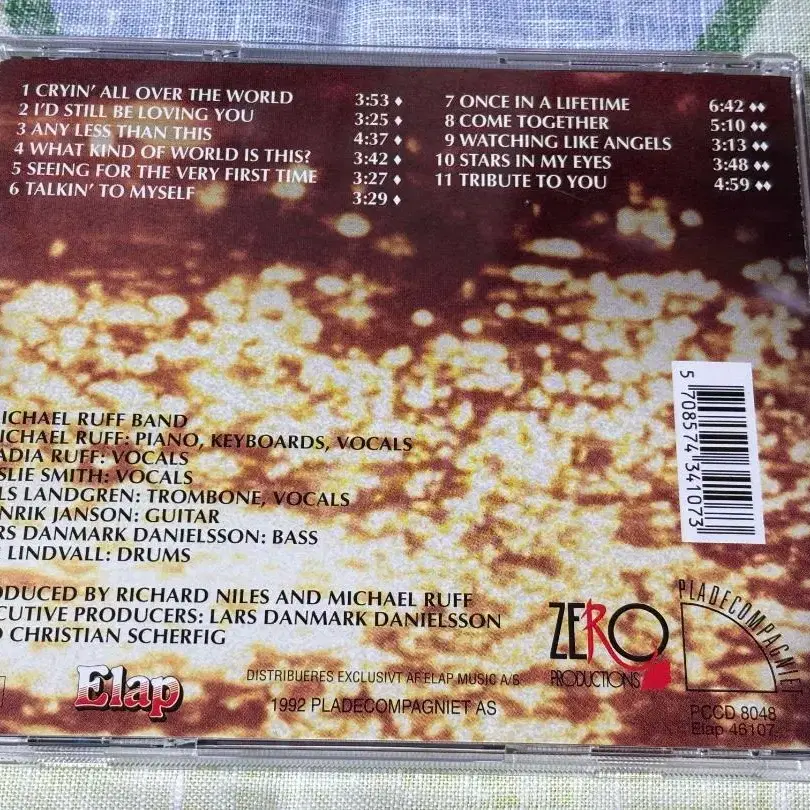 1 CRYIN' ALL OVER THE WORLD 3:53 ♦
2 I'D STILL BE LOVING YOU 3:25 ♦
3 ANY LESS THAN THIS 4:37 ♦
4 WHAT KIND OF WORLD IS THIS? 3:42 ♦
5 SEEING FOR THE VERY FIRST TIME 3:27 ♦
6 TALKIN' TO MYSELF 3:29 ♦
7 ONCE IN A LIFETIME 6:42 ♦♦
8 COME TOGETHER 5:10 ♦♦
9 WATCHING LIKE ANGELS 3:13 ♦♦
10 STARS IN MY EYES 3:48 ♦♦
11 TRIBUTE TO YOU 4:59 ♦♦
5 708574 341073
ICHAEL RUFF BAND
ICHAEL RUFF: PIANO, KEYBOARDS, VOCALS
ADIA RUFF: VOCALS
SLIE SMITH: VOCALS
LS LANDGREN: TROMBONE, VOCALS
NRIK JANSON: GUITAR
RS DANMARK DANIELSSON: BASS
LINDVALL: DRUMS
ODUCED BY RICHARD NILES AND MICHAEL RUFF
ECUTIVE PRODUCERS: LARS DANMARK DANIELSSON
D CHRISTIAN SCHERFIG
Elap
DISTRIBUERES EXCLUSIVT AF ELAP MUSIC A/S
1992 PLADECOMPAGNIET AS
ZERO
PRODUCTIONS
PLADECOMPAGNIE
PCCD 8048
Elap 46107